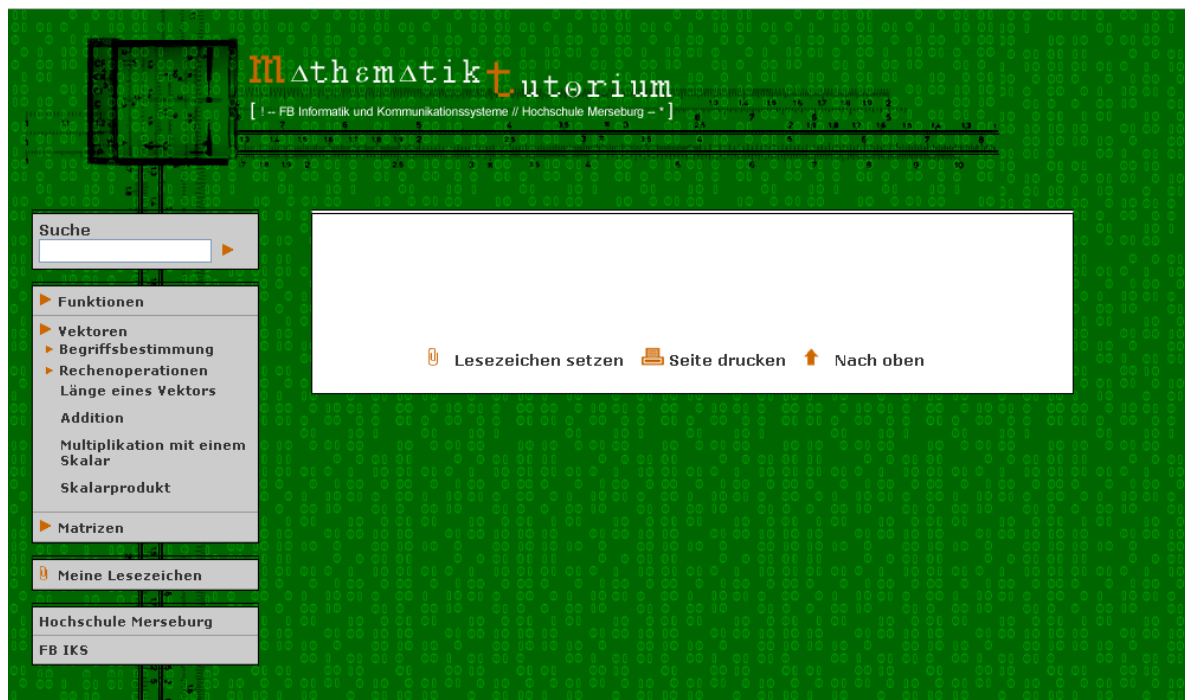 mΔthεmΔtik tutΘrium
[ ! -- FB Informatik und Kommunikationssysteme // Hochschule Merseburg -- * ]
Suche
Funktionen
Vektoren
Begriffsbestimmung
Rechenoperationen
Länge eines Vektors
Addition
Multiplikation mit einem
Skalar
Skalarprodukt
Matrizen
Meine Lesezeichen
Hochschule Merseburg
FB IKS
Lesezeichen setzen Seite drucken Nach oben